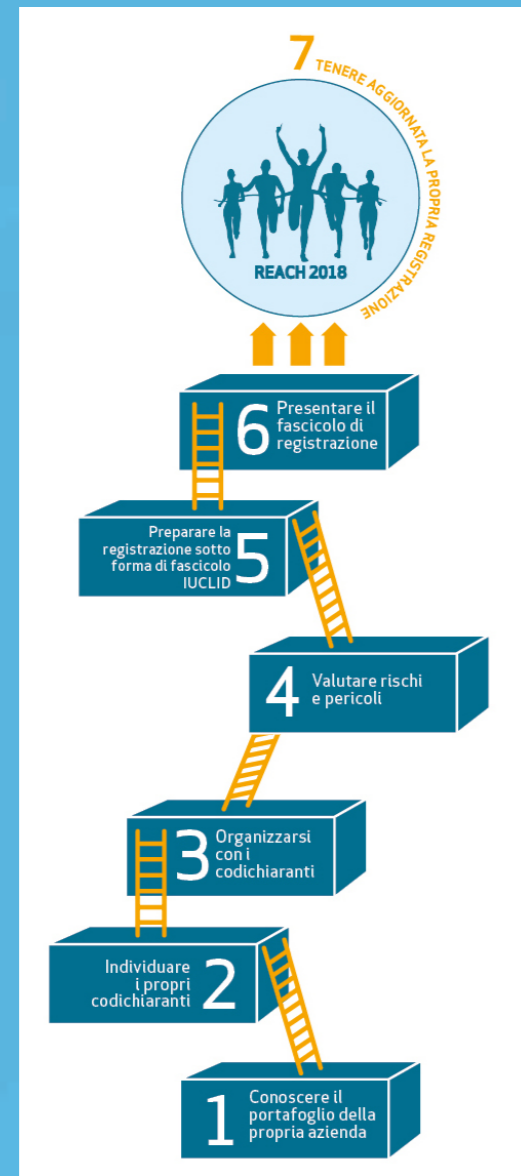 7 TENERE AGGIORNATA LA PROPRIA REGISTRAZIONE
REACH 2018
6 Presentare il
fascicolo di
registrazione
Preparare la
registrazione sotto
forma di fascicolo
IUCLID
5
4 Valutare rischi
e pericoli
3 Organizzarsi
con i
codichiaranti
Individuare
i propri
codichiaranti
2
1 Conoscere il
portafoglio della
propria azienda